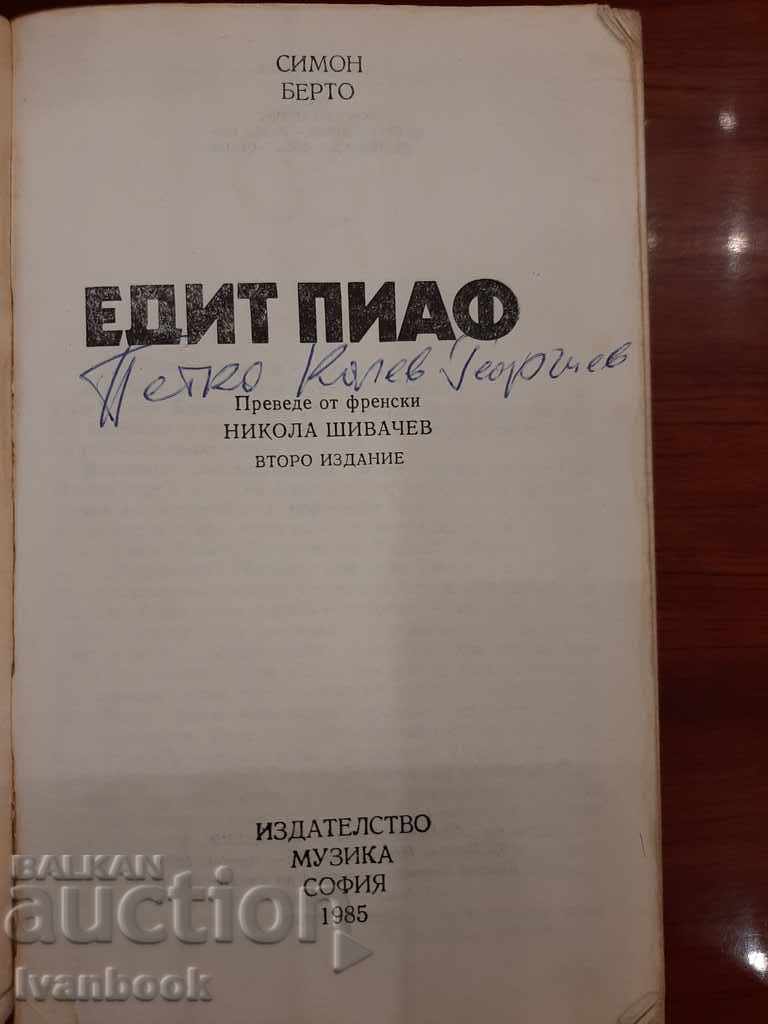 СИМОН
БЕРТО
ЕДИТ ПИАФ
Петко Колев Георгиев
Преведе от френски
НИКОЛА ШИВАЧЕВ
ВТОРО ИЗДАНИЕ
ИЗДАТЕЛСТВО
МУЗИКА
СОФИЯ
1985
BALKAN
auction
Ivanbook